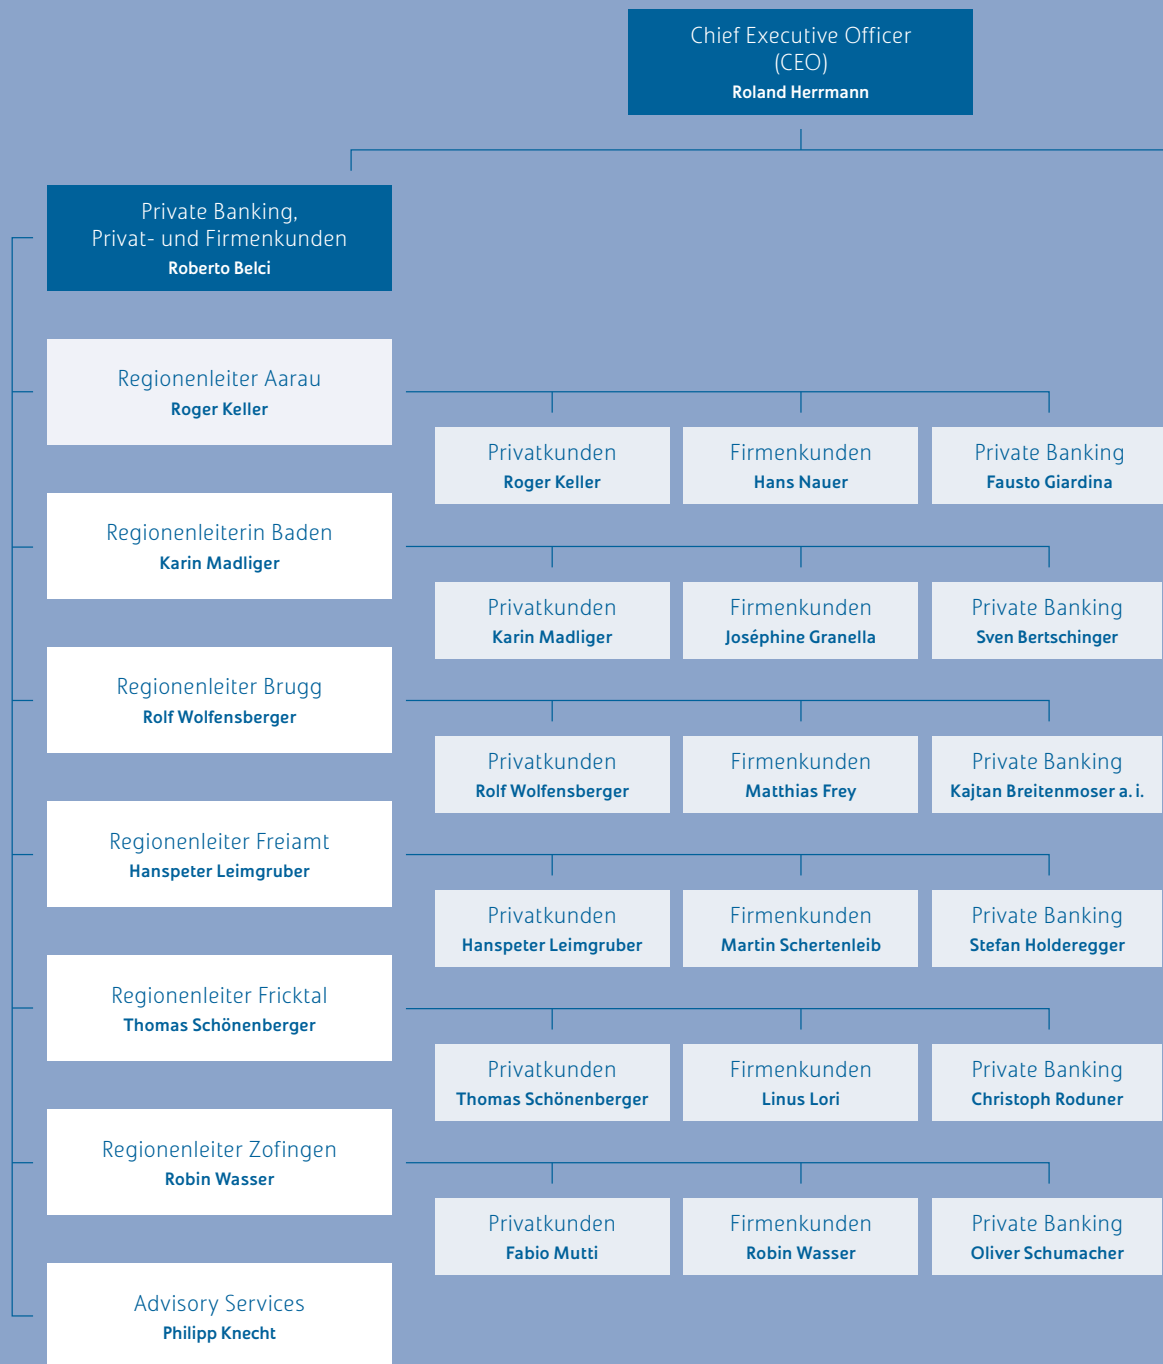 Chief Executive Officer
(CEO)
Roland Herrmann
Private Banking,
Privat- und Firmenkunden
Roberto Belci
Regionenleiter Aarau
Roger Keller
Privatkunden
Roger Keller
Firmenkunden
Hans Nauer
Private Banking
Fausto Giardina
Regionenleiterin Baden
Karin Madliger
Privatkunden
Karin Madliger
Firmenkunden
Joséphine Granella
Private Banking
Sven Bertschinger
Regionenleiter Brugg
Rolf Wolfensberger
Privatkunden
Rolf Wolfensberger
Firmenkunden
Matthias Frey
Private Banking
Kajtan Breitenmoser a. i.
Regionenleiter Freiamt
Hanspeter Leimgruber
Privatkunden
Hanspeter Leimgruber
Firmenkunden
Martin Schertenleib
Private Banking
Stefan Holderegger
Regionenleiter Fricktal
Thomas Schönenberger
Privatkunden
Thomas Schönenberger
Firmenkunden
Linus Lori
Private Banking
Christoph Roduner
Regionenleiter Zofingen
Robin Wasser
Privatkunden
Fabio Mutti
Firmenkunden
Robin Wasser
Private Banking
Oliver Schumacher
Advisory Services
Philipp Knecht